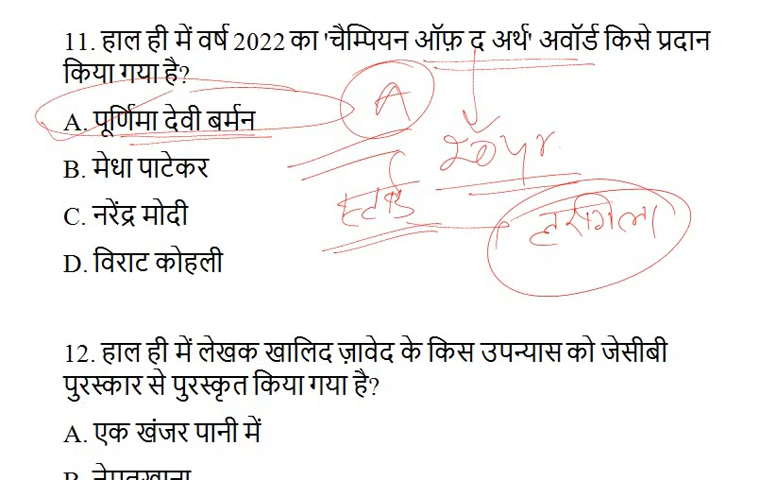 11. हाल ही में वर्ष 2022 का 'चैम्पियन ऑफ़ द अर्थ' अवॉर्ड किसे प्रदान
किया गया है?
A. पूर्णिमा देवी बर्मन
A
B. मेधा पाटेकर
C. नरेंद्र मोदी
D. विराट कोहली
12. हाल ही में लेखक खालिद ज़ावेद के किस उपन्यास को जेसीबी
पुरस्कार से पुरस्कृत किया गया है?
A. एक खंजर पानी में
B. नेमतखाना